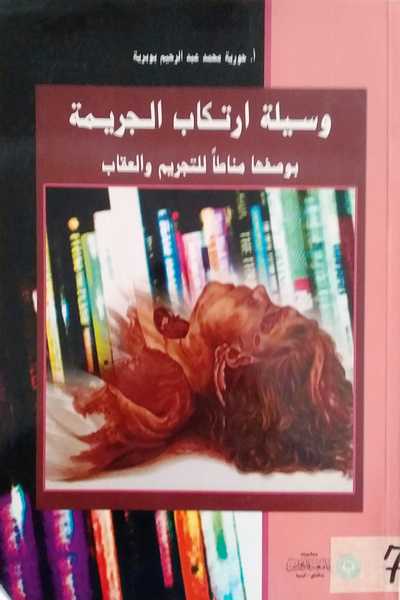 أ. حورية محمد عبد الرحيم بوبرية
وسيلة ارتكاب الجريمة
بوصفها مناطاً للتجريم والعقاب
7